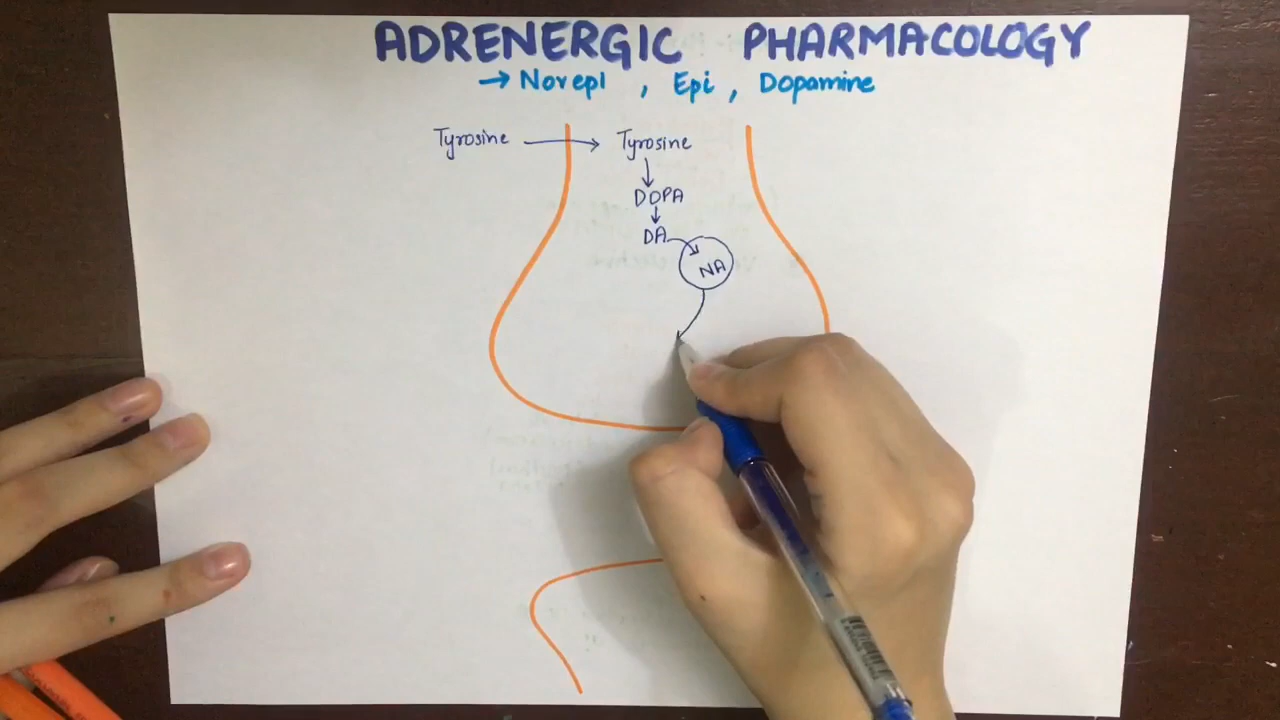 ADRENERGIC PHARMACOLOGY
→ Norepi , Epi , Dopamine
Tyrosine → Tyrosine
DOPA
DA
NA